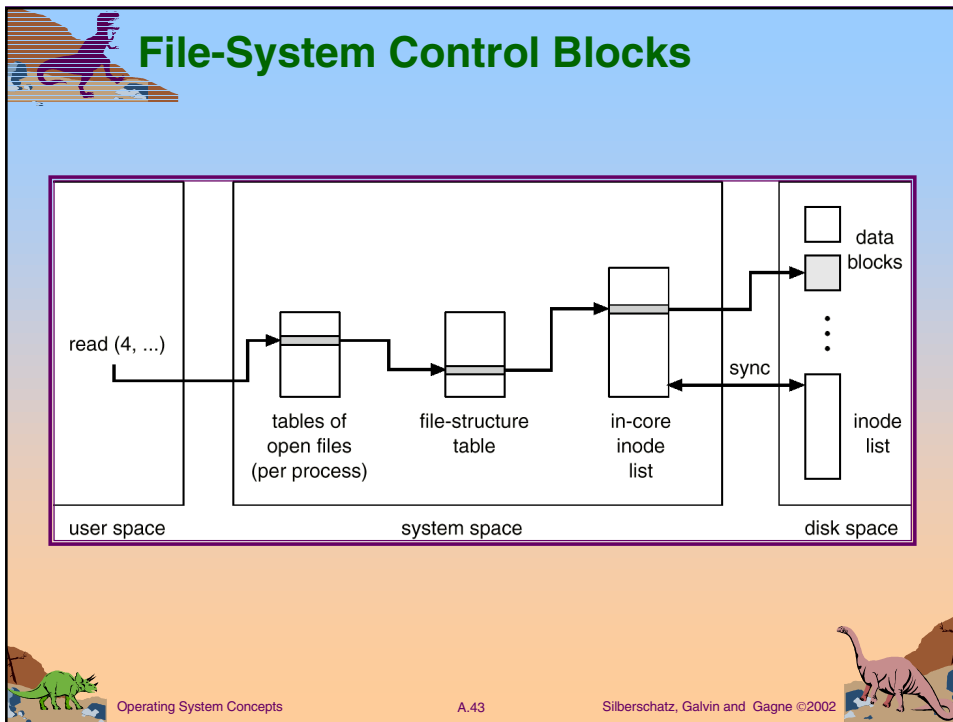 File-System Control Blocks
data
blocks
read (4, ...)
sync
tables of
open files
(per process)
file-structure
table
in-core
inode
list
inode
list
user space
system space
disk space
Operating System Concepts
A.43
Silberschatz, Galvin and Gagne ©2002